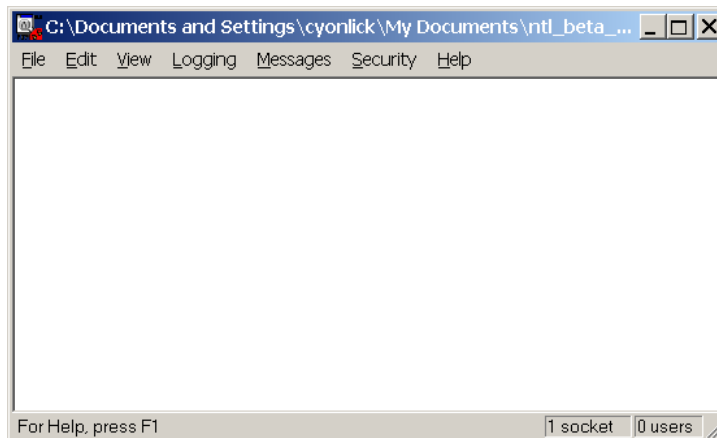 C:\Documents and Settings\cyonlick\My Documents\ntl_beta_...
File Edit View Logging Messages Security Help
For Help, press F1 1 socket 0 users